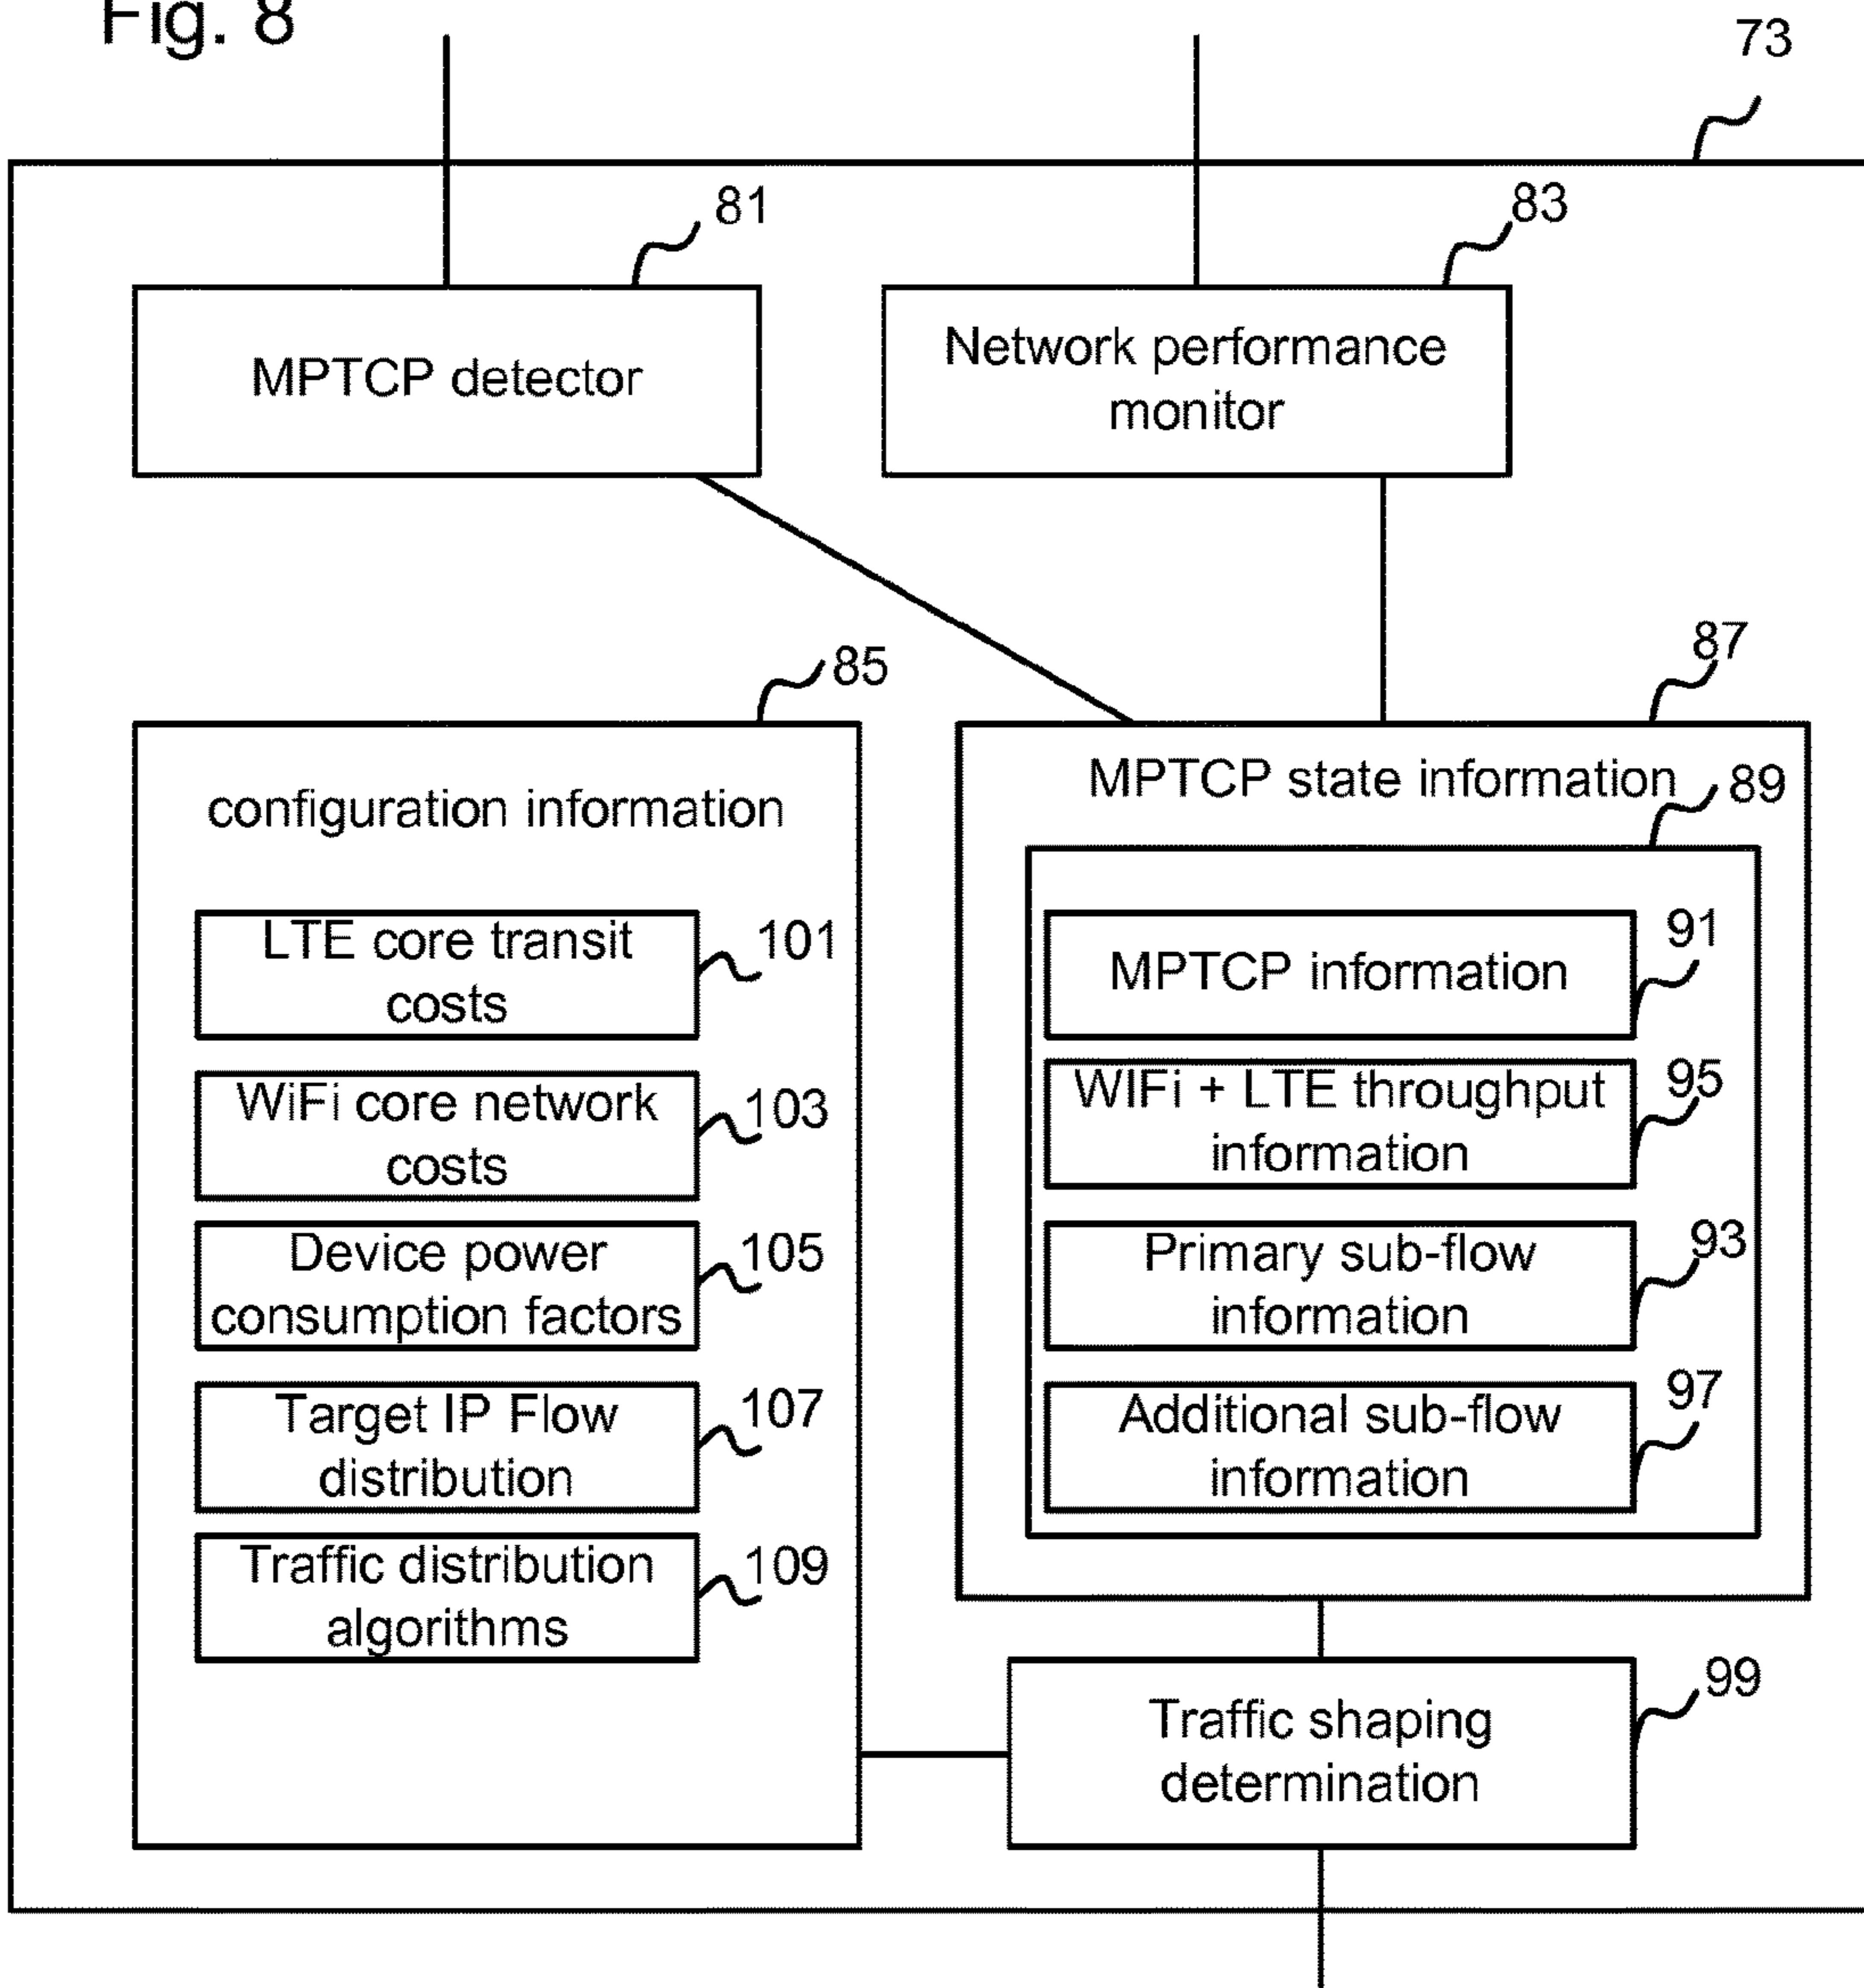 Fig. 8
73
81
83
MPTCP detector
Network performance
monitor
85
87
configuration information
MPTCP state information
89
LTE core transit
costs
101
WiFi core network
costs
103
Device power
consumption factors
105
Target IP Flow
distribution
107
Traffic distribution
algorithms
109
MPTCP information
91
WIFi + LTE throughput
information
95
Primary sub-flow
information
93
Additional sub-flow
information
97
Traffic shaping
determination
99